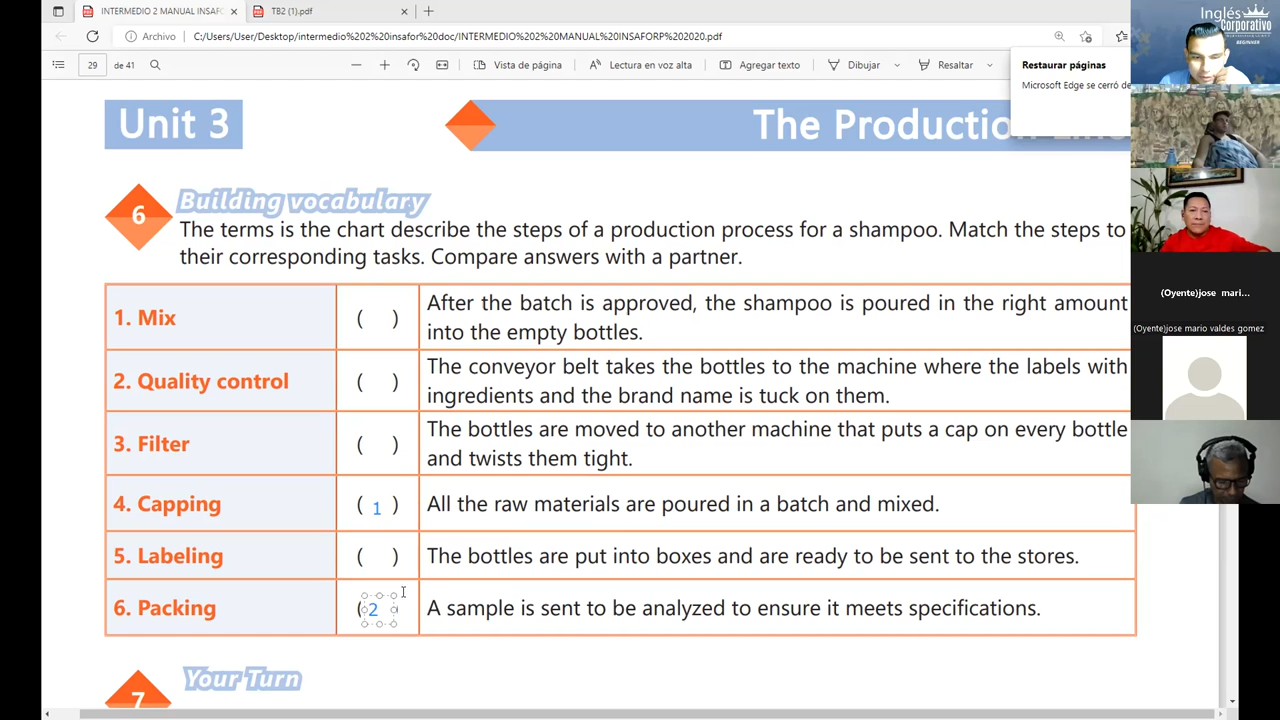 INTERMEDIO 2 MANUAL INSAF
TB2 (1).pdf
Archivo
C:/Users/User/Desktop/intermedio%202%20insafor%20doc/INTERMEDIO%202%20MANUAL%20INSAFORP%202020.pdf
29 de 41
Vista de página
Lectura en voz alta
Agregar texto
Dibujar
Resaltar
Restaurar páginas
Microsoft Edge se cerró de
Inglés
Corporativo
BEGINNER
Unit 3
The Production Line
6
Building vocabulary
The terms is the chart describe the steps of a production process for a shampoo. Match the steps to
their corresponding tasks. Compare answers with a partner.
1. Mix ( ) After the batch is approved, the shampoo is poured in the right amount
into the empty bottles.
2. Quality control ( ) The conveyor belt takes the bottles to the machine where the labels with
ingredients and the brand name is tuck on them.
3. Filter ( ) The bottles are moved to another machine that puts a cap on every bottle
and twists them tight.
4. Capping ( 1 ) All the raw materials are poured in a batch and mixed.
5. Labeling ( ) The bottles are put into boxes and are ready to be sent to the stores.
6. Packing ( 2 A sample is sent to be analyzed to ensure it meets specifications.
7
Your Turn
(Oyente)jose mari...
(Oyente)jose mario valdes gomez